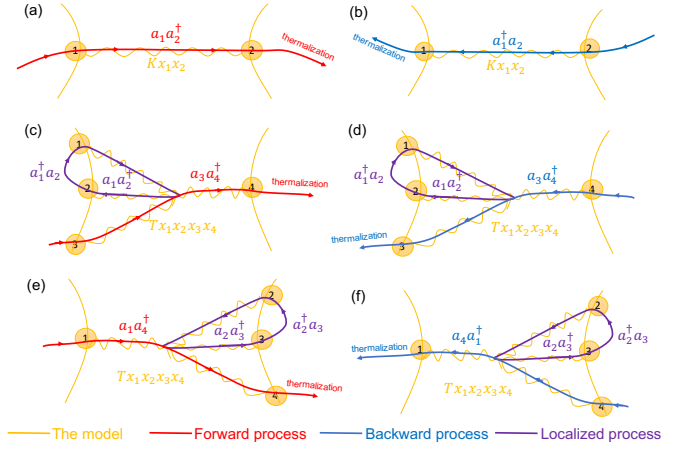 (a)
a₁a₂†
1
2
Kx₁x₂
thermalization
(b)
a₁†a₂
1
2
Kx₁x₂
thermalization
(c)
1
a₁†a₂
a₁a₂†
2
a₃a₄†
4
thermalization
Tx₁x₂x₃x₄
3
(d)
1
a₁†a₂
a₁a₂†
2
a₃a₄†
4
Tx₁x₂x₃x₄
thermalization
3
(e)
2
1
a₁a₄†
a₂a₃†
3
a₂†a₃
Tx₁x₂x₃x₄
thermalization
4
(f)
2
a₄a₁†
1
a₂a₃†
3
a₂†a₃
thermalization
Tx₁x₂x₃x₄
4
The model Forward process Backward process Localized process